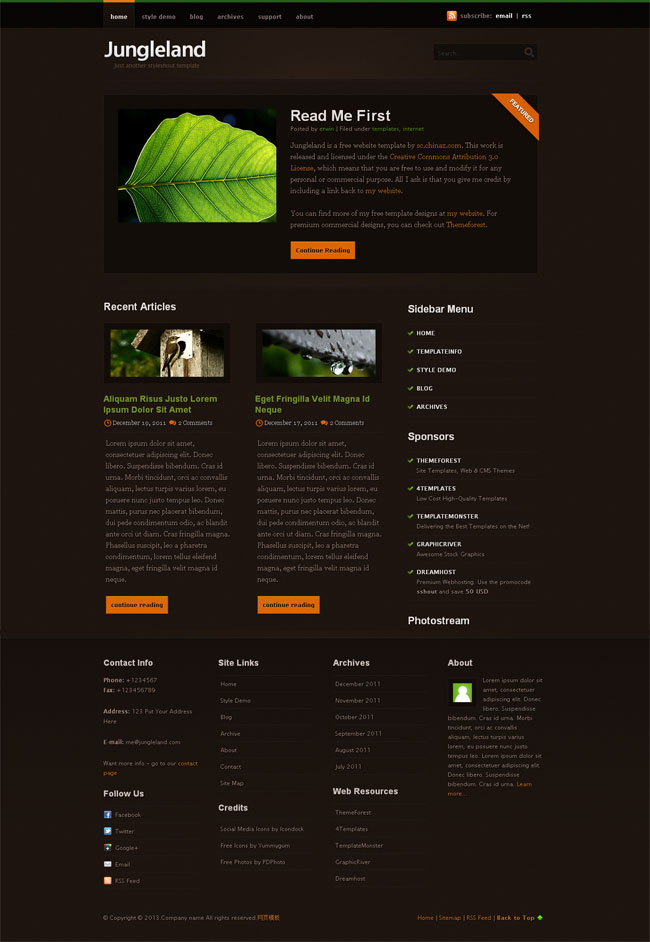 home style demo blog archives support about
subscribe: email | rss
Jungleland
just another styleshout template
Search...
FEATURED
Read Me First
Posted by erwin | Filed under templates, internet
Jungleland is a free website template by sc.chinaz.com. This work is
released and licensed under the Creative Commons Attribution 3.0
License, which means that you are free to use and modify it for any
personal or commercial purpose. All I ask is that you give me credit by
including a link back to my website.
You can find more of my free template designs at my website. For
premium commercial designs, you can check out Themeforest.
Continue Reading
Recent Articles
Aliquam Risus Justo Lorem
Ipsum Dolor Sit Amet
December 19, 2011 2 Comments
Lorem ipsum dolor sit amet,
consectetuer adipiscing elit. Donec
libero. Suspendisse bibendum. Cras id
urna. Morbi tincidunt, orci ac convallis
aliquam, lectus turpis varius lorem, eu
posuere nunc justo tempus leo. Donec
mattis, purus nec placerat bibendum,
dui pede condimentum odio, ac blandit
ante orci ut diam. Cras fringilla magna.
Phasellus suscipit, leo a pharetra
condimentum, lorem tellus eleifend
magna, eget fringilla velit magna id
neque.
continue reading
Eget Fringilla Velit Magna Id
Neque
December 17, 2011 2 Comments
Lorem ipsum dolor sit amet,
consectetuer adipiscing elit. Donec
libero. Suspendisse bibendum. Cras id
urna. Morbi tincidunt, orci ac convallis
aliquam, lectus turpis varius lorem, eu
posuere nunc justo tempus leo. Donec
mattis, purus nec placerat bibendum,
dui pede condimentum odio, ac blandit
ante orci ut diam. Cras fringilla magna.
Phasellus suscipit, leo a pharetra
condimentum, lorem tellus eleifend
magna, eget fringilla velit magna id
neque.
continue reading
Sidebar Menu
HOME
TEMPLATEINFO
STYLE DEMO
BLOG
ARCHIVES
Sponsors
THEMEFOREST
Site Templates, Web & CMS Themes
4TEMPLATES
Low Cost High-Quality Templates
TEMPLATEMONSTER
Delivering the Best Templates on the Net!
GRAPHICRIVER
Awesome Stock Graphics
DREAMHOST
Premium Webhosting. Use the promocode
sshout and save 50 USD
Photostream
Contact Info
Phone: +1234567
Fax: +123456789
Address: 123 Put Your Address
Here
E-mail: me@jungleland.com
Want more info - go to our contact
page
Follow Us
Facebook
Twitter
Google+
Email
RSS Feed
Site Links
Home
Style Demo
Blog
Archive
About
Contact
Site Map
Credits
Social Media Icons by Icondock
Free Icons by Yummygum
Free Photos by PDPhoto
Archives
December 2011
November 2011
October 2011
September 2011
August 2011
July 2011
Web Resources
ThemeForest
4Templates
TemplateMonster
GraphicRiver
Dreamhost
About
Lorem ipsum dolor sit
amet, consectetuer
adipiscing elit. Donec
libero. Suspendisse
bibendum. Cras id urna. Morbi
tincidunt, orci ac convallis
aliquam, lectus turpis varius
lorem, eu posuere nunc justo
tempus leo. Lorem ipsum dolor sit
amet, consectetuer adipiscing elit.
Donec libero. Suspendisse
bibendum. Cras id urna. Learn
more...
© Copyright © 2013.Company name All rights reserved.网页模板
Home | Sitemap | RSS Feed | Back to Top